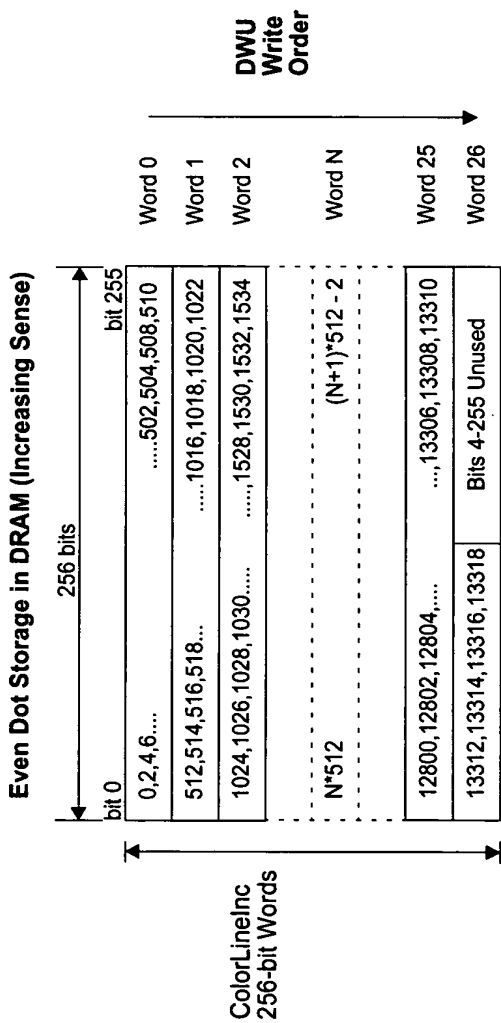 Even Dot Storage in DRAM (Increasing Sense)
256 bits
bit 0
bit 255
0,2,4,6....
......502,504,508,510
Word 0
512,514,516,518...
......1016,1018,1020,1022
Word 1
1024,1026,1028,1030.....
......,1528,1530,1532,1534
Word 2
N*512
(N+1)*512 - 2
Word N
12800,12802,12804,....
...,13306,13308,13310
Word 25
13312,13314,13316,13318
Bits 4-255 Unused
Word 26
ColorLineInc
256-bit Words
DWU
Write
Order